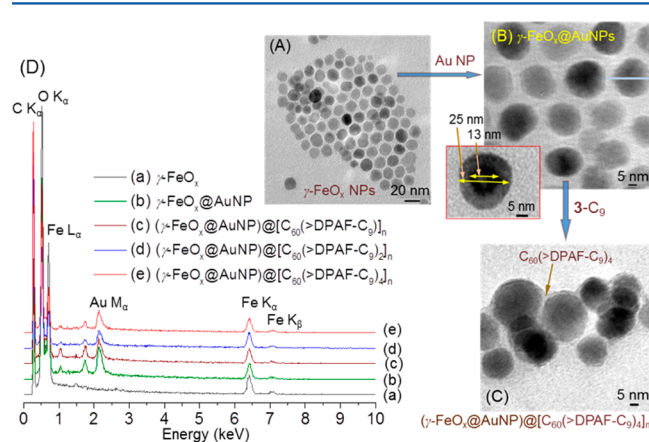 (A)
γ-FeOₓ NPs
20 nm
Au NP
(B) γ-FeOₓ@AuNPs
25 nm
13 nm
5 nm
5 nm
3-C₉
C₆₀(>DPAF-C₉)₄
(C)
5 nm
(γ-FeOₓ@AuNP)@[C₆₀(>DPAF-C₉)₄]ₙ
(D)
O Kα
C Kα
Fe Lα
(a) γ-FeOₓ
(b) γ-FeOₓ@AuNP
(c) (γ-FeOₓ@AuNP)@[C₆₀(>DPAF-C₉)]ₙ
(d) (γ-FeOₓ@AuNP)@[C₆₀(>DPAF-C₉)₂]ₙ
(e) (γ-FeOₓ@AuNP)@[C₆₀(>DPAF-C₉)₄]ₙ
Au Mα
Fe Kα
Fe Kβ
(e)
(d)
(c)
(b)
(a)
0 1 2 3 4 5 6 7 8 9 10
Energy (keV)